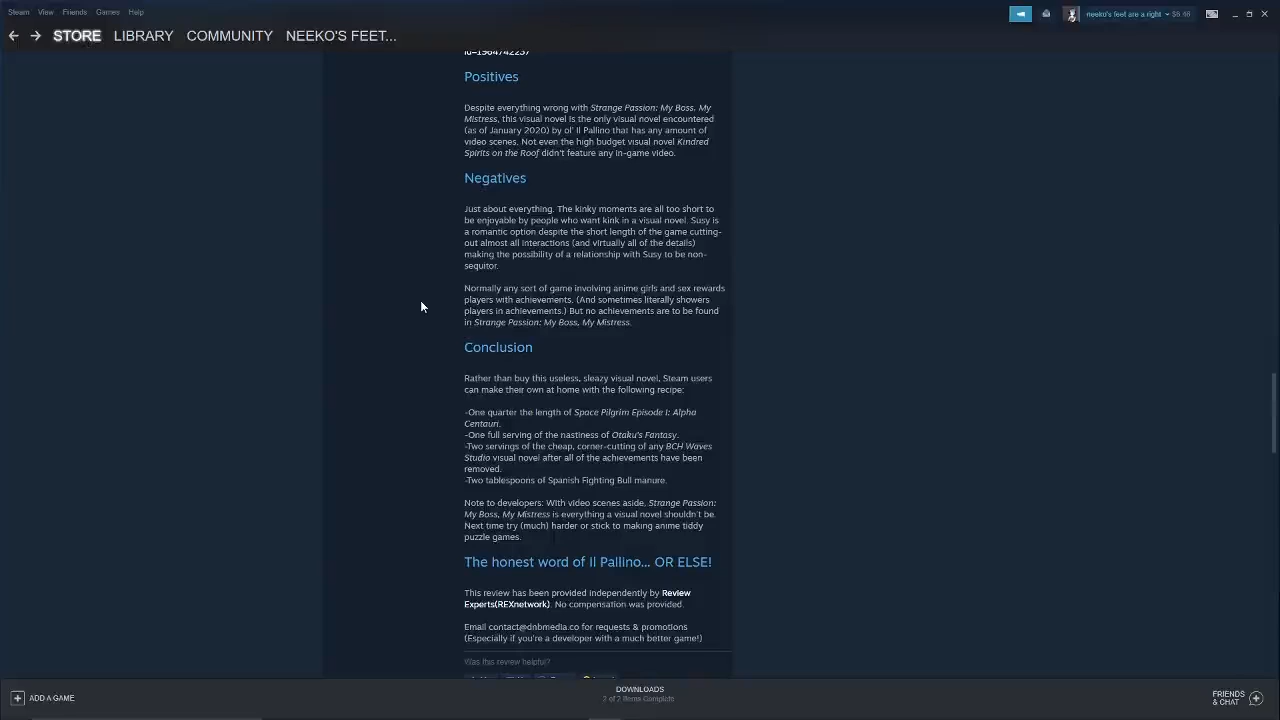 Steam View Friends Games Help
neeko's feet are a right $8.46
STORE LIBRARY COMMUNITY NEEKO'S FEET...
id=1964742237
Positives
Despite everything wrong with Strange Passion: My Boss, My
Mistress, this visual novel is the only visual novel encountered
(as of January 2020) by ol' Il Pallino that has any amount of
video scenes. Not even the high budget visual novel Kindred
Spirits on the Roof didn't feature any in-game video.
Negatives
Just about everything. The kinky moments are all too short to
be enjoyable by people who want kink in a visual novel. Susy is
a romantic option despite the short length of the game cutting-
out almost all interactions (and virtually all of the details)
making the possibility of a relationship with Susy to be non-
sequitor.
Normally any sort of game involving anime girls and sex rewards
players with achievements. (And sometimes literally showers
players in achievements.) But no achievements are to be found
in Strange Passion: My Boss, My Mistress.
Conclusion
Rather than buy this useless, sleazy visual novel, Steam users
can make their own at home with the following recipe:
-One quarter the length of Space Pilgrim Episode I: Alpha
Centauri.
-One full serving of the nastiness of Otaku's Fantasy.
-Two servings of the cheap, corner-cutting of any BCH Waves
Studio visual novel after all of the achievements have been
removed.
-Two tablespoons of Spanish Fighting Bull manure.
Note to developers: With video scenes aside, Strange Passion:
My Boss, My Mistress is everything a visual novel shouldn't be.
Next time try (much) harder or stick to making anime tiddy
puzzle games.
The honest word of Il Pallino... OR ELSE!
This review has been provided independently by Review
Experts(REXnetwork). No compensation was provided.
Email contact@dnbmedia.co for requests & promotions
(Especially if you're a developer with a much better game!)
Was this review helpful?
ADD A GAME
DOWNLOADS
2 of 2 Items Complete
FRIENDS
& CHAT